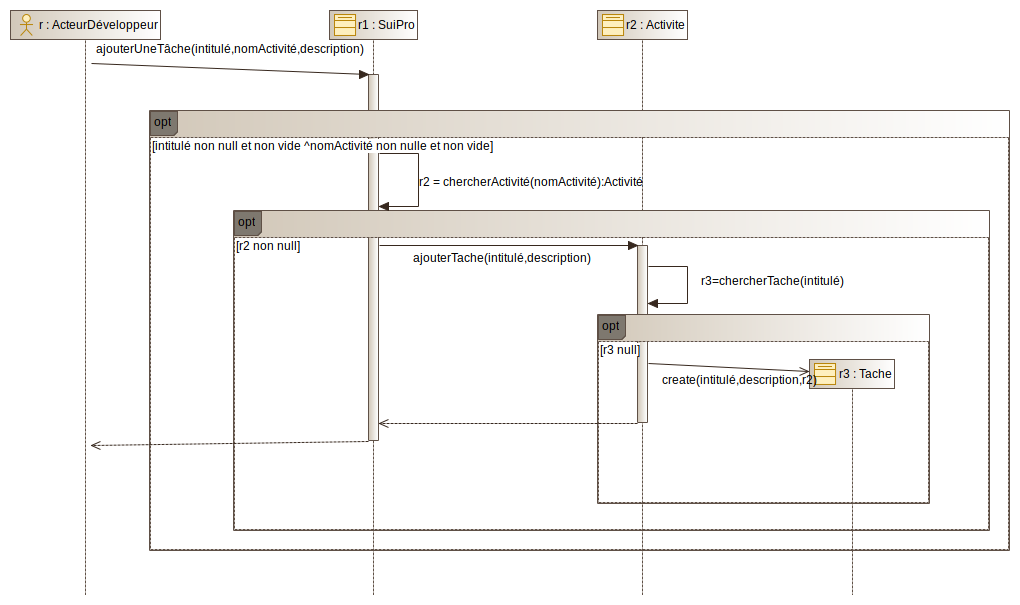 r : ActeurDéveloppeur
r1 : SuiPro
r2 : Activite
ajouterUneTâche(intitulé,nomActivité,description)
opt
[intitulé non null et non vide ^nomActivité non nulle et non vide]
r2 = chercherActivité(nomActivité):Activité
opt
[r2 non null]
ajouterTache(intitulé,description)
r3=chercherTache(intitulé)
opt
[r3 null]
r3 : Tache
create(intitulé,description,r2)